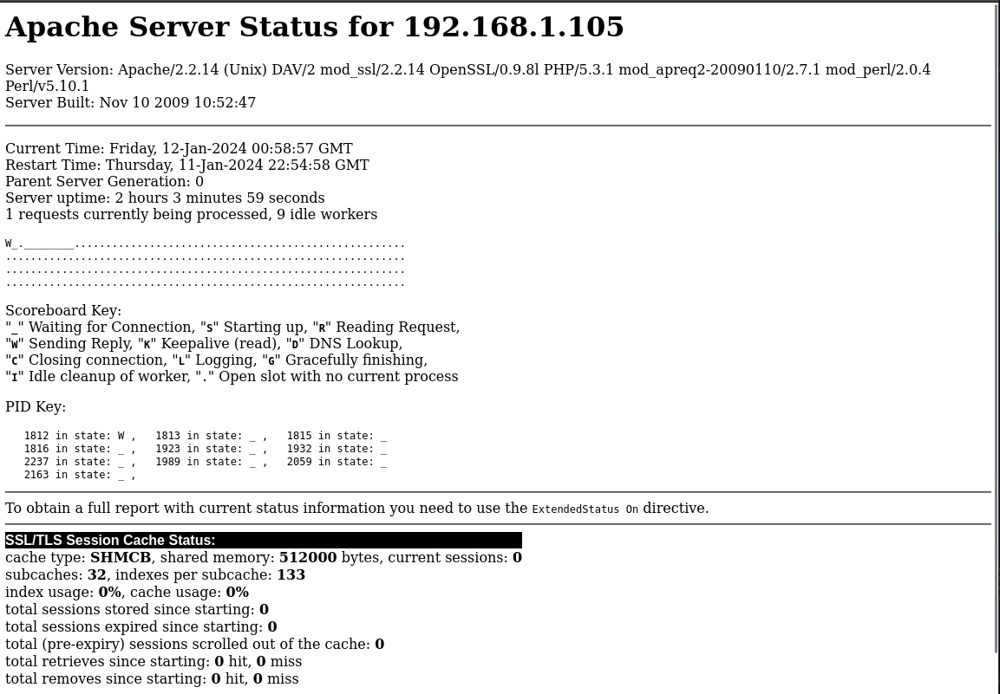 Apache Server Status for 192.168.1.105
Server Version: Apache/2.2.14 (Unix) DAV/2 mod_ssl/2.2.14 OpenSSL/0.9.8l PHP/5.3.1 mod_apreq2-20090110/2.7.1 mod_perl/2.0.4
Perl/v5.10.1
Server Built: Nov 10 2009 10:52:47
Current Time: Friday, 12-Jan-2024 00:58:57 GMT
Restart Time: Thursday, 11-Jan-2024 22:54:58 GMT
Parent Server Generation: 0
Server uptime: 2 hours 3 minutes 59 seconds
1 requests currently being processed, 9 idle workers
W_.________.....................................................
................................................................
................................................................
................................................................
Scoreboard Key:
"_" Waiting for Connection, "S" Starting up, "R" Reading Request,
"W" Sending Reply, "K" Keepalive (read), "D" DNS Lookup,
"C" Closing connection, "L" Logging, "G" Gracefully finishing,
"I" Idle cleanup of worker, "." Open slot with no current process
PID Key:
1812 in state: W ,   1813 in state: _ ,   1815 in state: _
1816 in state: _ ,   1923 in state: _ ,   1932 in state: _
2237 in state: _ ,   1989 in state: _ ,   2059 in state: _
2163 in state: _ ,
To obtain a full report with current status information you need to use the ExtendedStatus On directive.
SSL/TLS Session Cache Status:
cache type: SHMCB, shared memory: 512000 bytes, current sessions: 0
subcaches: 32, indexes per subcache: 133
index usage: 0%, cache usage: 0%
total sessions stored since starting: 0
total sessions expired since starting: 0
total (pre-expiry) sessions scrolled out of the cache: 0
total retrieves since starting: 0 hit, 0 miss
total removes since starting: 0 hit, 0 miss